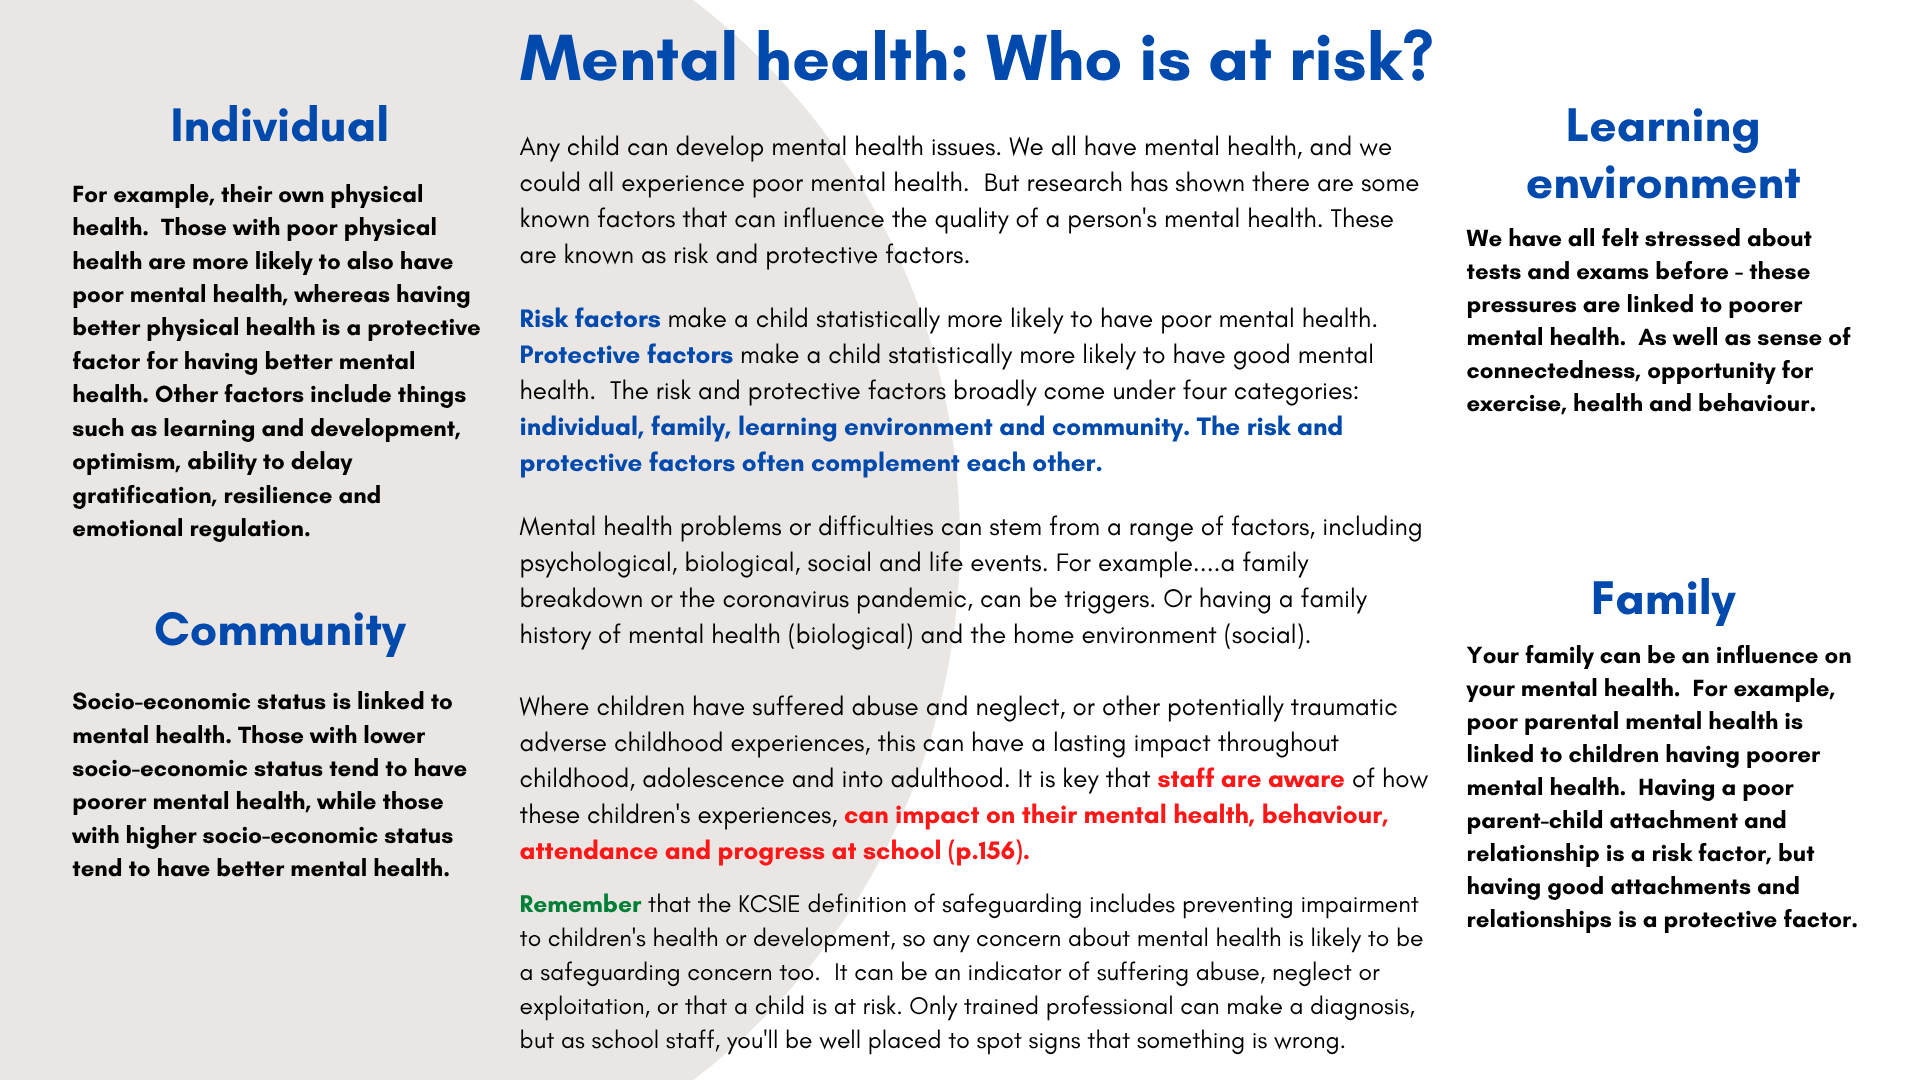 Mental health: Who is at risk?
Individual
For example, their own physical
health.  Those with poor physical
health are more likely to also have
poor mental health, whereas having
better physical health is a protective
factor for having better mental
health. Other factors include things
such as learning and development,
optimism, ability to delay
gratification, resilience and
emotional regulation.
Community
Socio-economic status is linked to
mental health. Those with lower
socio-economic status tend to have
poorer mental health, while those
with higher socio-economic status
tend to have better mental health.
Any child can develop mental health issues. We all have mental health, and we
could all experience poor mental health.  But research has shown there are some
known factors that can influence the quality of a person's mental health. These
are known as risk and protective factors.
Risk factors make a child statistically more likely to have poor mental health.
Protective factors make a child statistically more likely to have good mental
health.  The risk and protective factors broadly come under four categories:
individual, family, learning environment and community. The risk and
protective factors often complement each other.
Mental health problems or difficulties can stem from a range of factors, including
psychological, biological, social and life events. For example....a family
breakdown or the coronavirus pandemic, can be triggers. Or having a family
history of mental health (biological) and the home environment (social).
Where children have suffered abuse and neglect, or other potentially traumatic
adverse childhood experiences, this can have a lasting impact throughout
childhood, adolescence and into adulthood. It is key that staff are aware of how
these children's experiences, can impact on their mental health, behaviour,
attendance and progress at school (p.156).
Remember that the KCSIE definition of safeguarding includes preventing impairment
to children's health or development, so any concern about mental health is likely to be
a safeguarding concern too.  It can be an indicator of suffering abuse, neglect or
exploitation, or that a child is at risk. Only trained professional can make a diagnosis,
but as school staff, you'll be well placed to spot signs that something is wrong.
Learning
environment
We have all felt stressed about
tests and exams before - these
pressures are linked to poorer
mental health.  As well as sense of
connectedness, opportunity for
exercise, health and behaviour.
Family
Your family can be an influence on
your mental health.  For example,
poor parental mental health is
linked to children having poorer
mental health.  Having a poor
parent-child attachment and
relationship is a risk factor, but
having good attachments and
relationships is a protective factor.